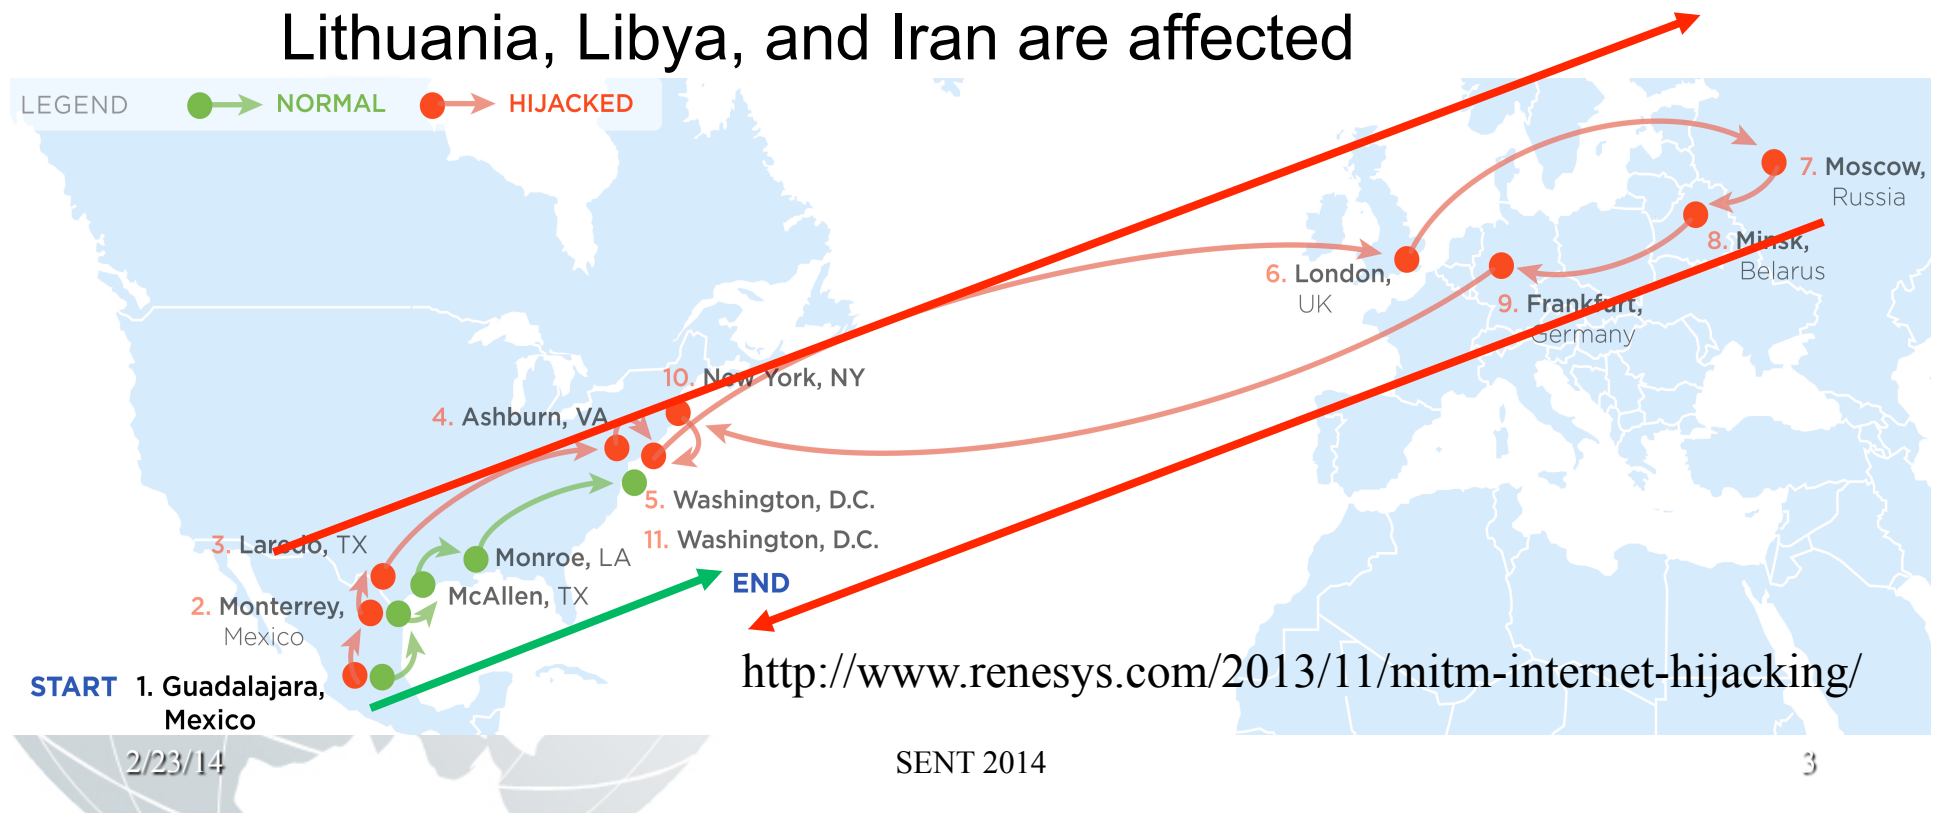 Lithuania, Libya, and Iran are affected
LEGEND NORMAL HIJACKED
7. Moscow,
Russia
8. Minsk,
Belarus
6. London,
UK
9. Frankfurt,
Germany
10. New York, NY
4. Ashburn, VA
5. Washington, D.C.
11. Washington, D.C.
END
3. Laredo, TX
Monroe, LA
McAllen, TX
2. Monterrey,
Mexico
START 1. Guadalajara,
Mexico
http://www.renesys.com/2013/11/mitm-internet-hijacking/
2/23/14 SENT 2014 3